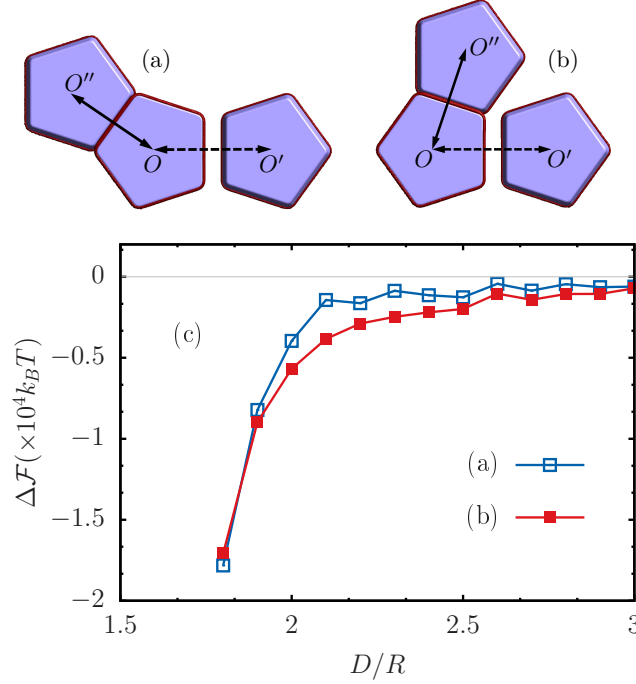 (a)
O''
O
O'
(b)
O''
O
O'
(c)
0
−0.5
−1
−1.5
−2
ΔF(×10⁴k_BT)
(a)
(b)
1.5
2
2.5
3
D/R